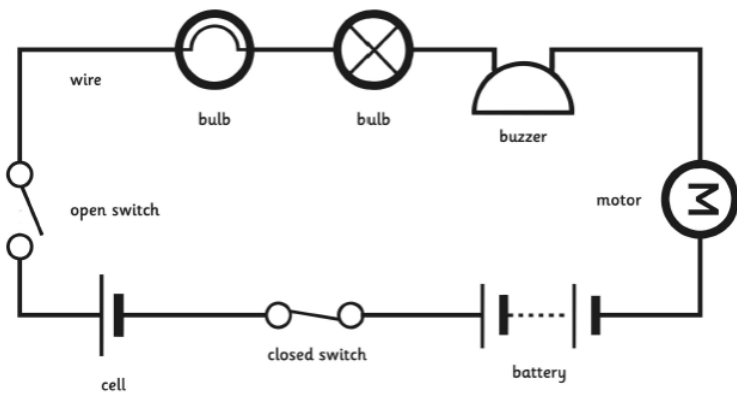 wire
bulb
bulb
buzzer
motor
M
open switch
closed switch
battery
cell